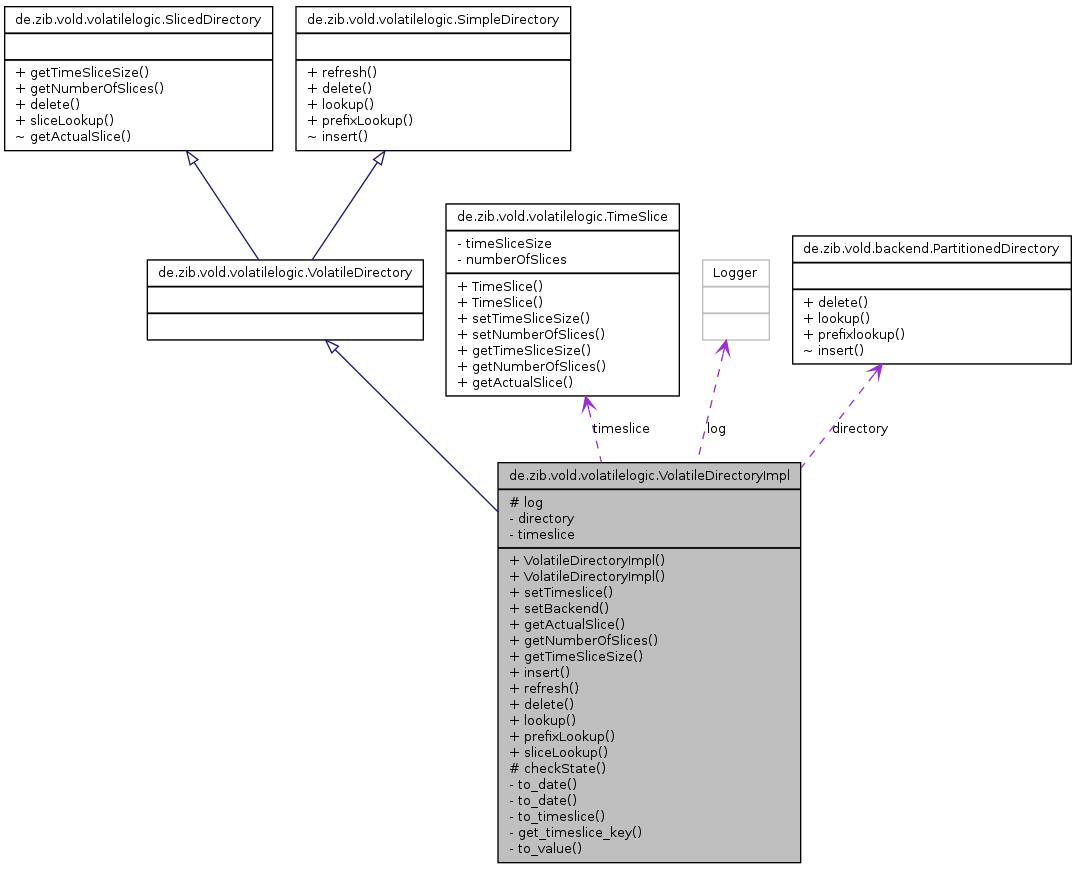 de.zib.vold.volatilelogic.SlicedDirectory
+ getTimeSliceSize()
+ getNumberOfSlices()
+ delete()
+ sliceLookup()
~ getActualSlice()
de.zib.vold.volatilelogic.SimpleDirectory
+ refresh()
+ delete()
+ lookup()
+ prefixLookup()
~ insert()
de.zib.vold.volatilelogic.VolatileDirectory
de.zib.vold.volatilelogic.TimeSlice
- timeSliceSize
- numberOfSlices
+ TimeSlice()
+ TimeSlice()
+ setTimeSliceSize()
+ setNumberOfSlices()
+ getTimeSliceSize()
+ getNumberOfSlices()
+ getActualSlice()
Logger
de.zib.vold.backend.PartitionedDirectory
+ delete()
+ lookup()
+ prefixlookup()
~ insert()
timeslice
log
directory
de.zib.vold.volatilelogic.VolatileDirectoryImpl
# log
- directory
- timeslice
+ VolatileDirectoryImpl()
+ VolatileDirectoryImpl()
+ setTimeslice()
+ setBackend()
+ getActualSlice()
+ getNumberOfSlices()
+ getTimeSliceSize()
+ insert()
+ refresh()
+ delete()
+ lookup()
+ prefixLookup()
+ sliceLookup()
# checkState()
- to_date()
- to_date()
- to_timeslice()
- get_timeslice_key()
- to_value()